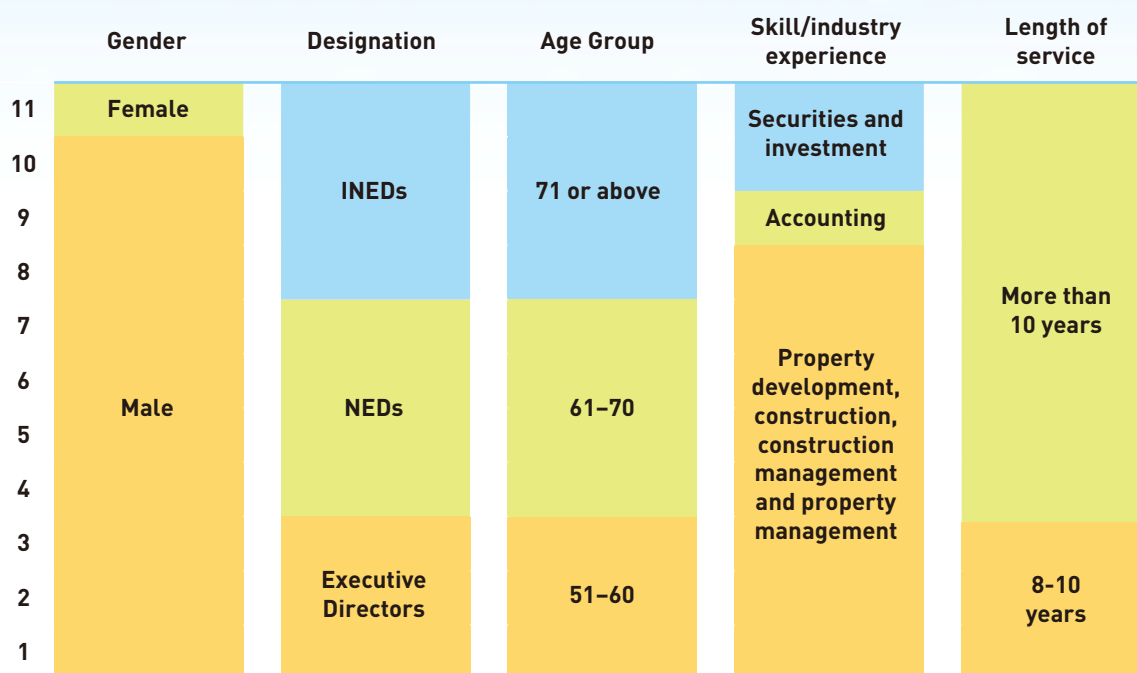 Gender
Designation
Age Group
Skill/industry
experience
Length of
service
11
10
9
8
7
6
5
4
3
2
1
Female
Male
INEDs
NEDs
Executive
Directors
71 or above
61–70
51–60
Securities and
investment
Accounting
Property
development,
construction,
construction
management
and property
management
More than
10 years
8-10
years